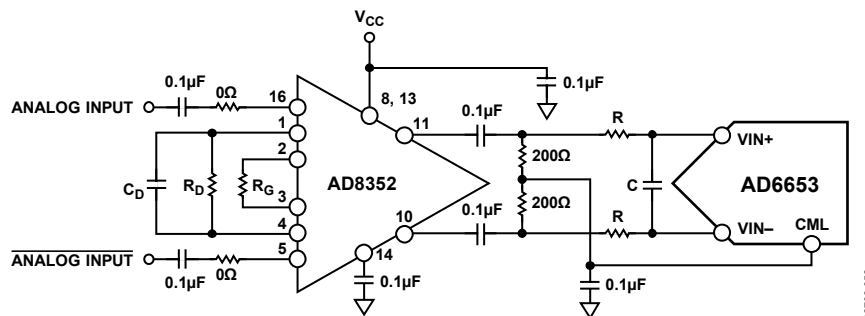 VCC
0.1µF
0Ω
0.1µF
ANALOG INPUT
16
8, 13
0.1µF
R
1
11
VIN+
2
200Ω
CD
RD
RG
AD8352
C
AD6653
3
200Ω
0.1µF
10
R
4
CML
VIN–
ANALOG INPUT
5
14
0.1µF
0Ω
0.1µF
0.1µF